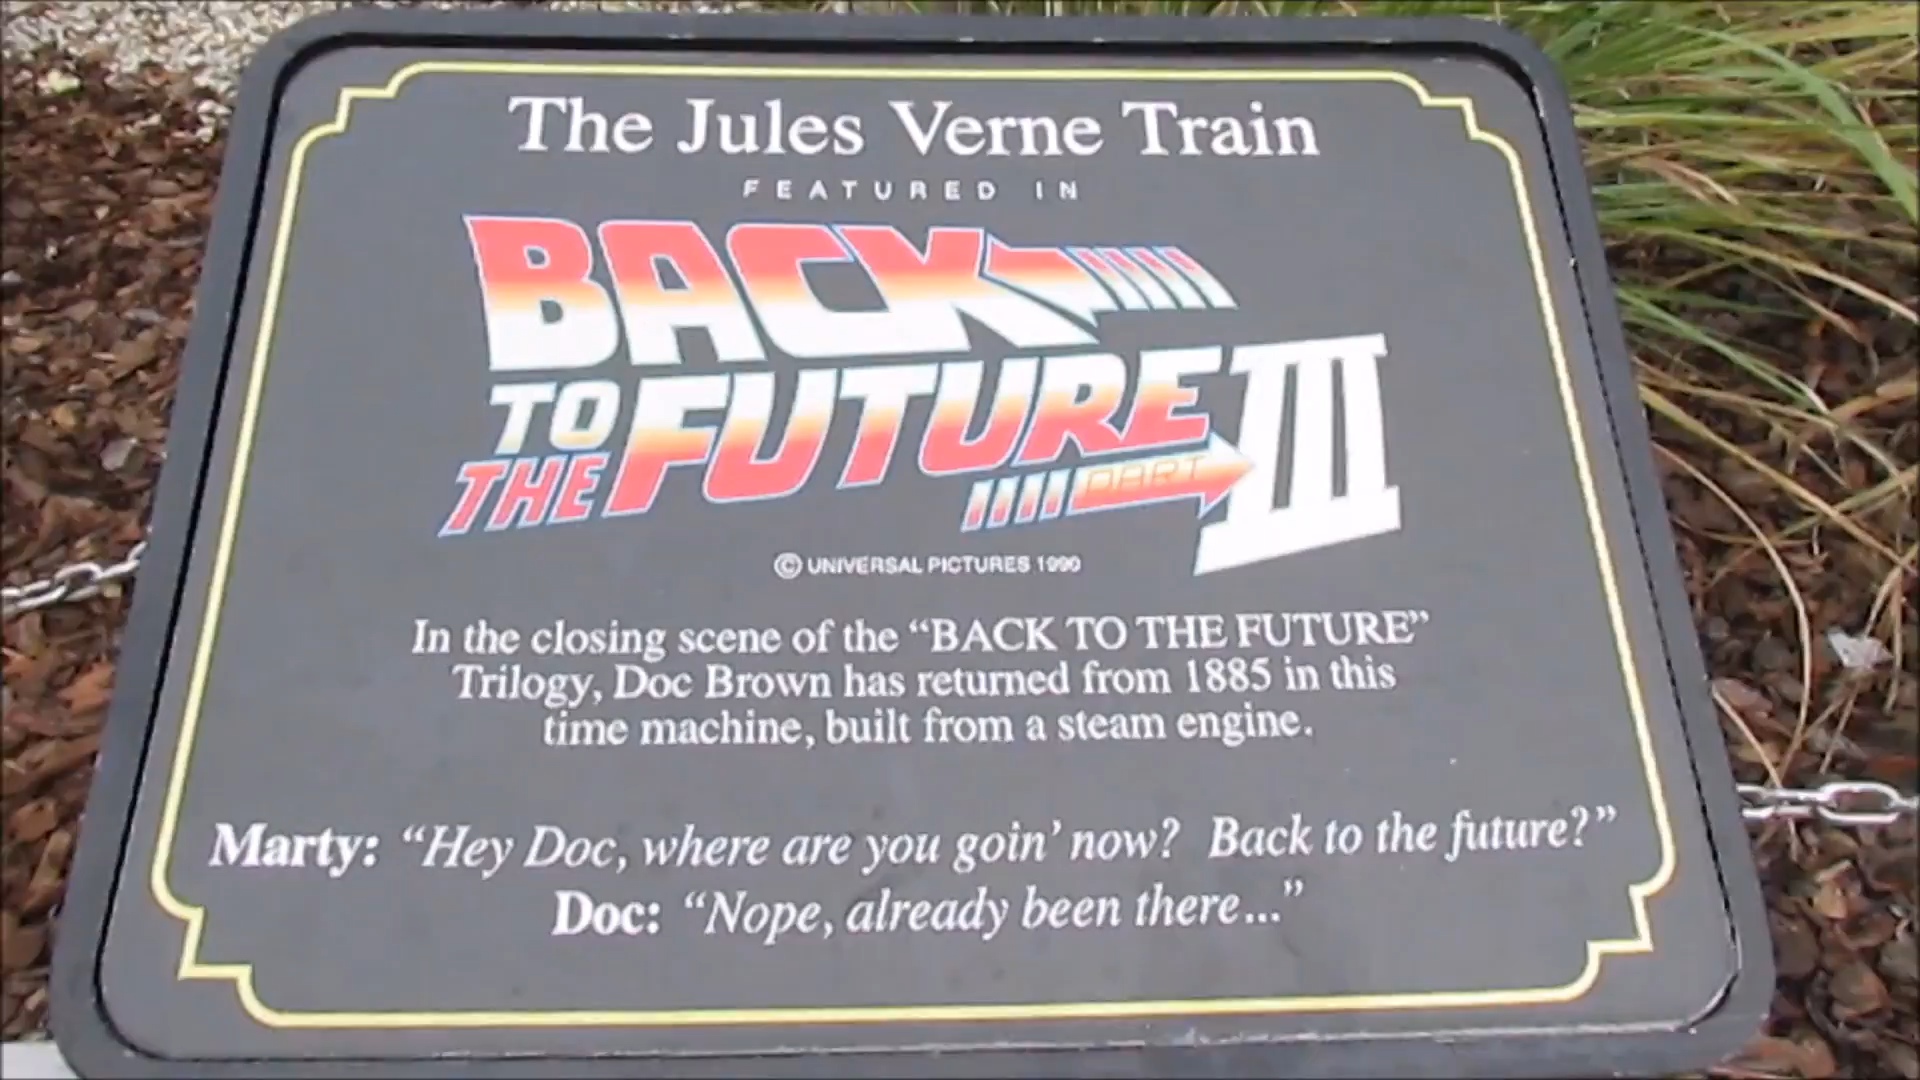 The Jules Verne Train
FEATURED IN
BACK
TO
THE FUTURE III
PART
© UNIVERSAL PICTURES 1990
In the closing scene of the “BACK TO THE FUTURE”
Trilogy, Doc Brown has returned from 1885 in this
time machine, built from a steam engine.
Marty: “Hey Doc, where are you goin’ now? Back to the future?”
Doc: “Nope, already been there...”